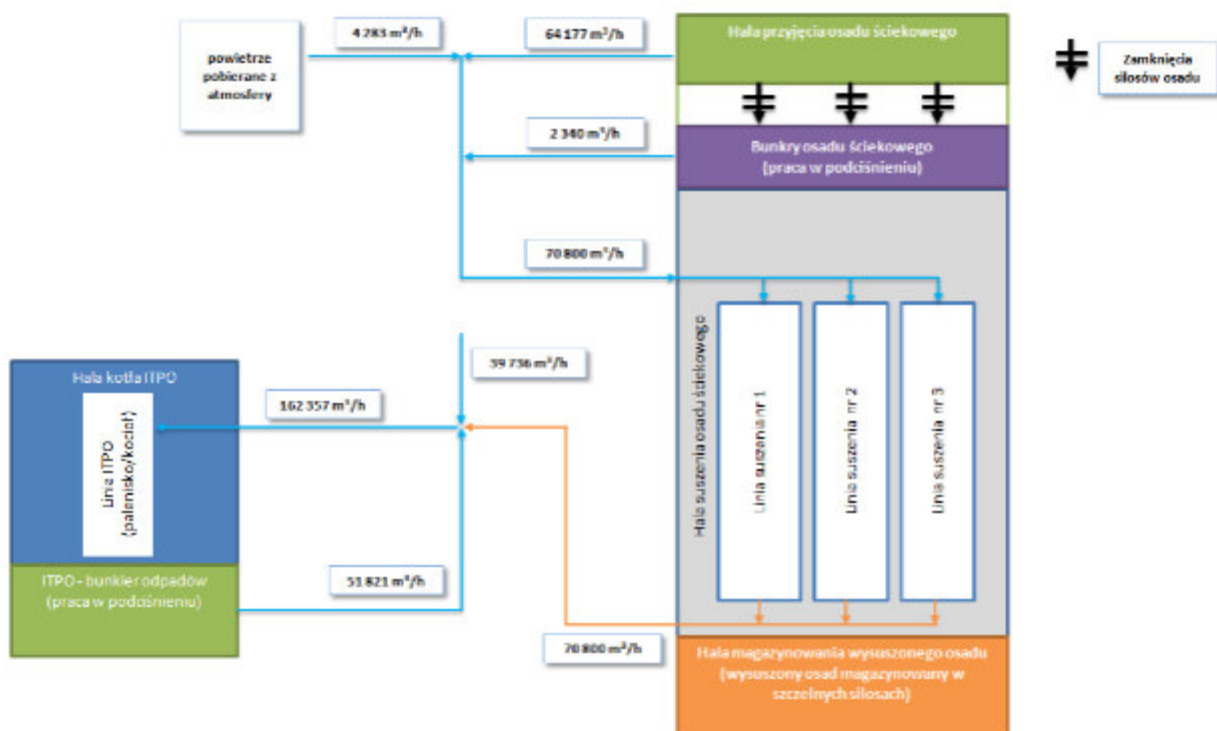 4 283 m³/h
64 177 m³/h
Hala przyjęcia osadu ściekowego
powietrze
pobierane z
atmosfery
Zamknięcia
silosów osadu
2 340 m³/h
Bunkry osadu ściekowego
(praca w podciśnieniu)
70 800 m³/h
Hala suszenia osadu ściekowego
Linia suszenia nr 1
Linia suszenia nr 2
Linia suszenia nr 3
39 736 m³/h
Hala kotła ITPO
162 357 m³/h
Linia ITPO
(palenisko/kocioł)
ITPO - bunkier odpadów
(praca w podciśnieniu)
51 821 m³/h
70 800 m³/h
Hala magazynowania wysuszonego osadu
(wysuszony osad magazynowany w
szczelnych silosach)